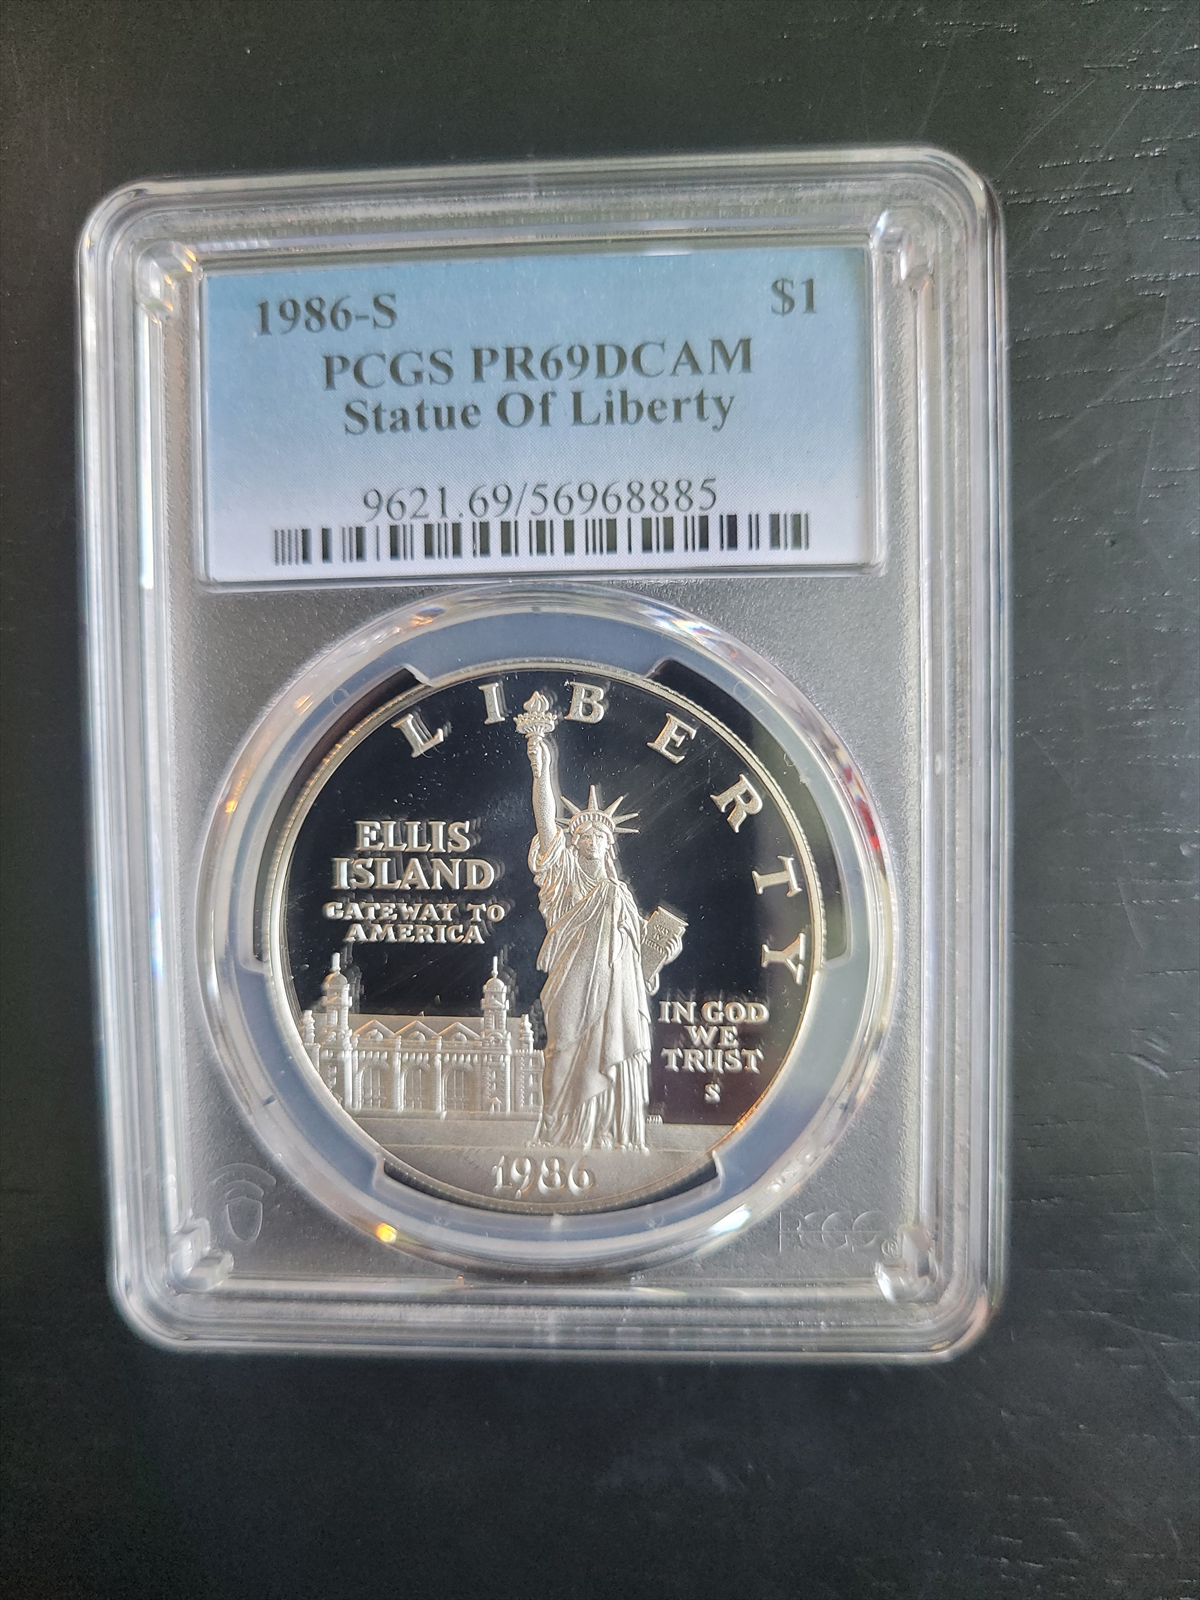 1986-S $1
PCGS PR69DCAM
Statue Of Liberty
9621.69/56968885
LIBERTY
ELLIS
ISLAND
GATEWAY TO
AMERICA
IN GOD
WE
TRUST
S
1986
PCGS®